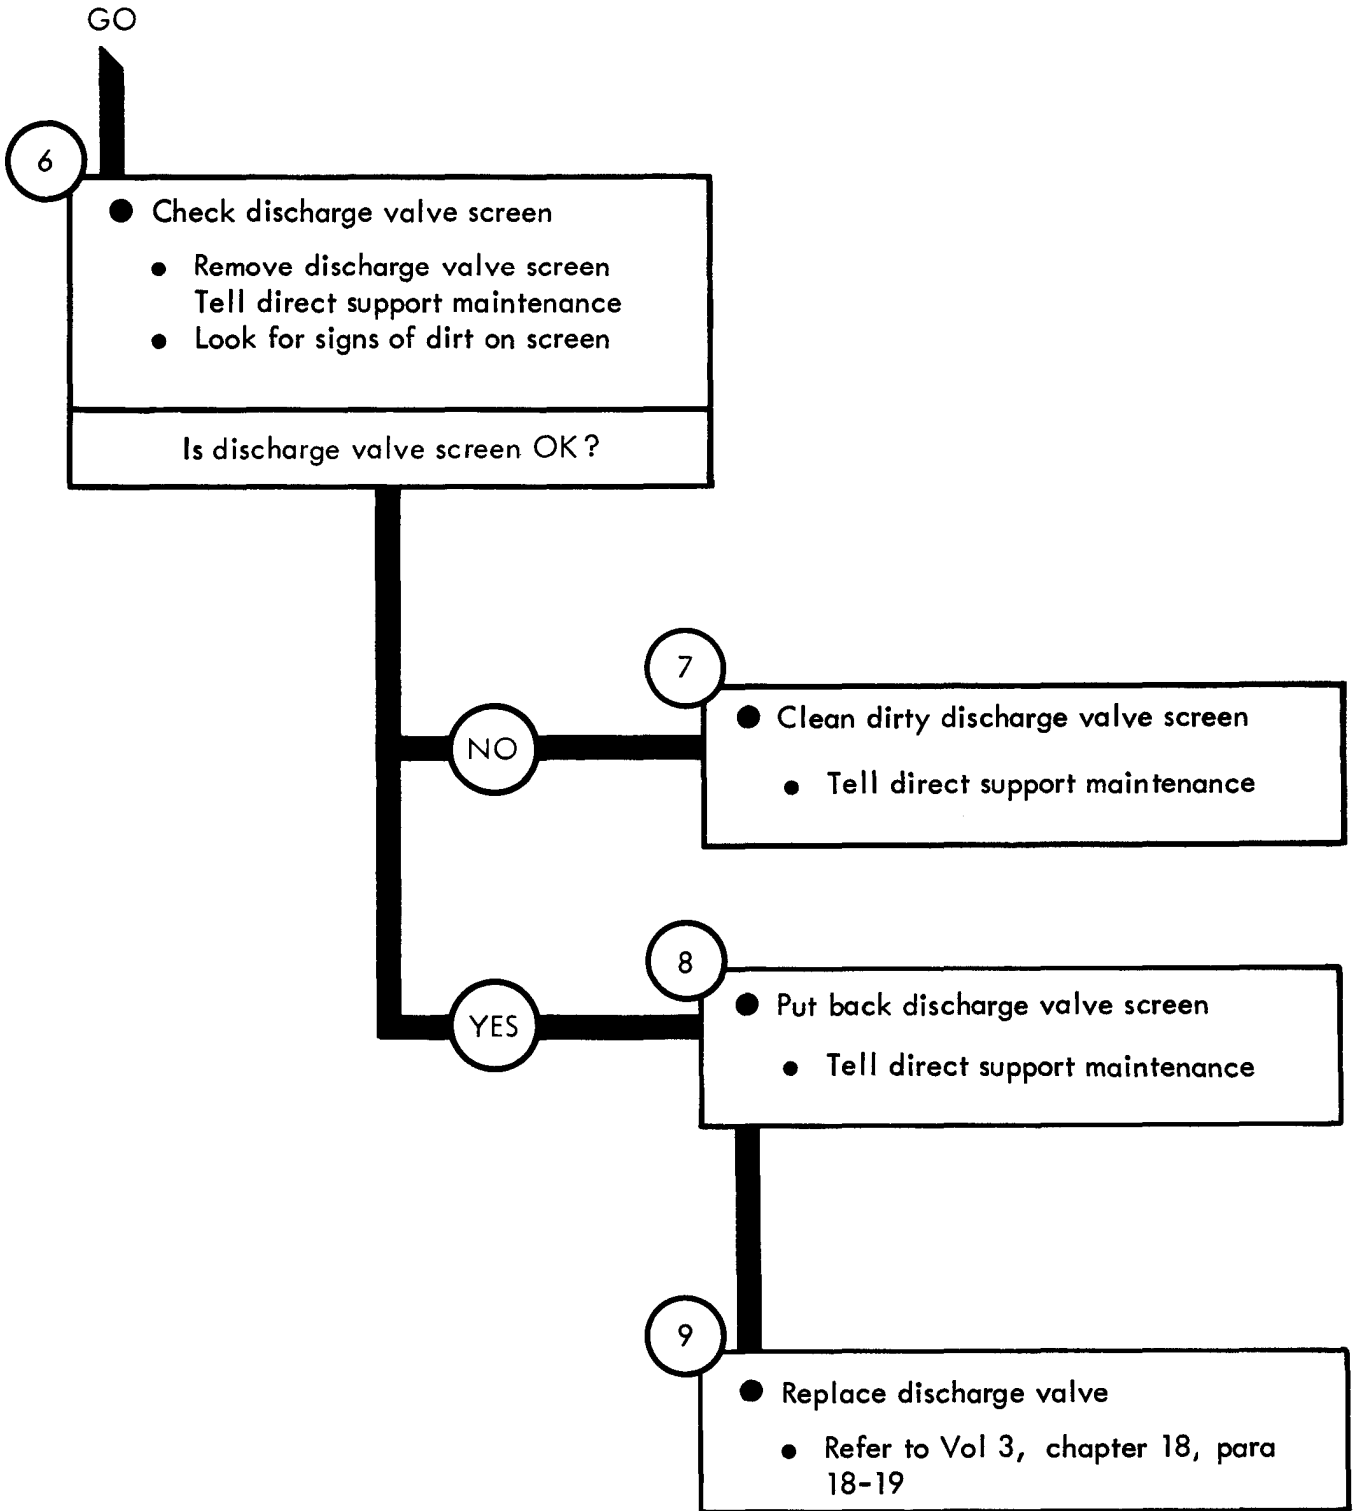 GO
6
● Check discharge valve screen
• Remove discharge valve screen
Tell direct support maintenance
• Look for signs of dirt on screen
Is discharge valve screen OK?
7
● Clean dirty discharge valve screen
• Tell direct support maintenance
NO
8
● Put back discharge valve screen
• Tell direct support maintenance
YES
9
● Replace discharge valve
• Refer to Vol 3, chapter 18, para
18-19